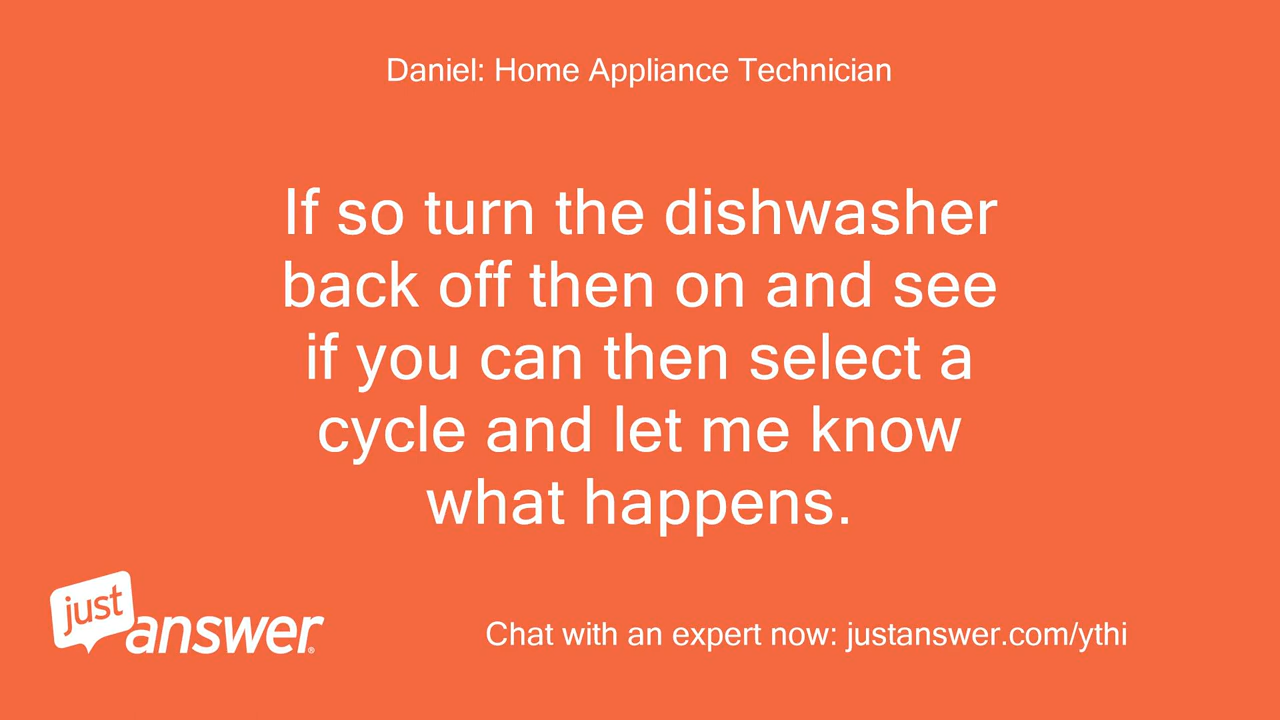 Daniel: Home Appliance Technician
If so turn the dishwasher
back off then on and see
if you can then select a
cycle and let me know
what happens.
just
answer®
Chat with an expert now: justanswer.com/ythi